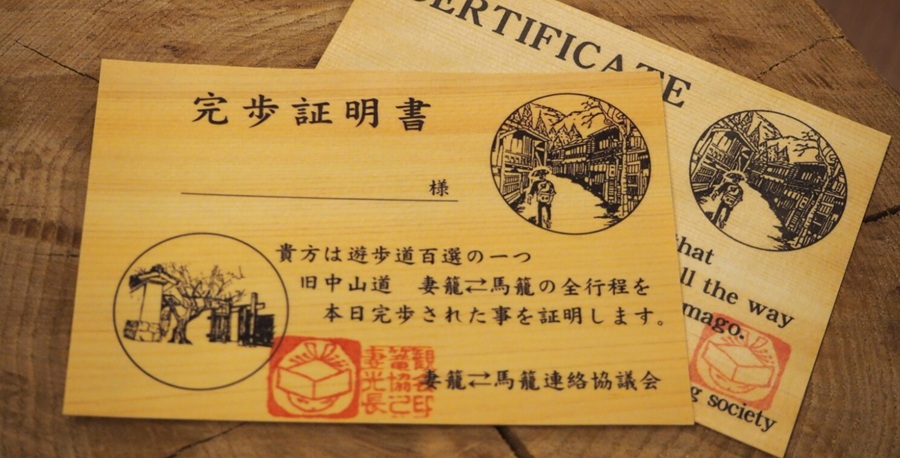 完歩証明書
様
貴方は遊歩道百選の一つ
旧中山道 妻籠⇄馬籠の全行程を
本日完歩された事を証明します。
妻籠⇄馬籠連絡協議会
CERTIFICATE
that
ll the way
mago.
g society